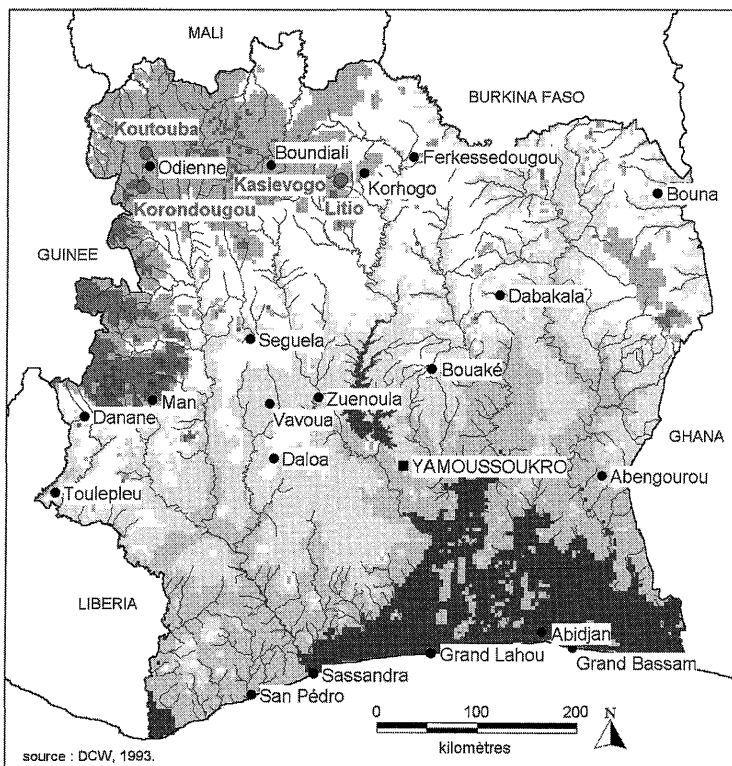 MALI
BURKINA FASO
Koutouba
Boundiali
Ferkessedougou
Odienne
Kasievogo
Korhogo
Bouna
Korondougou
Litio
GUINEE
Dabakala
Seguela
Bouaké
Man
Zuenoula
Danane
Vavoua
GHANA
Daloa
YAMOUSSOUKRO
Abengourou
Toulepleu
LIBERIA
Abidjan
Grand Lahou
Grand Bassam
Sassandra
San Pédro
0 100 200
kilomètres
N
source : DCW, 1993.